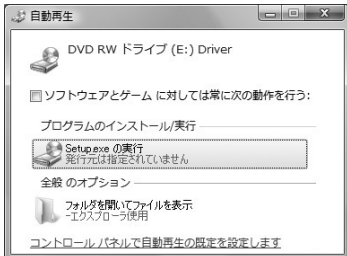 自動再生
DVD RW ドライブ (E:) Driver
ソフトウェアとゲーム に対しては常に次の動作を行う:
プログラムのインストール/実行
Setup.exe の実行
発行元は指定されていません
全般 のオプション
フォルダを開いてファイルを表示
-エクスプローラ使用
コントロール パネルで自動再生の既定を設定します